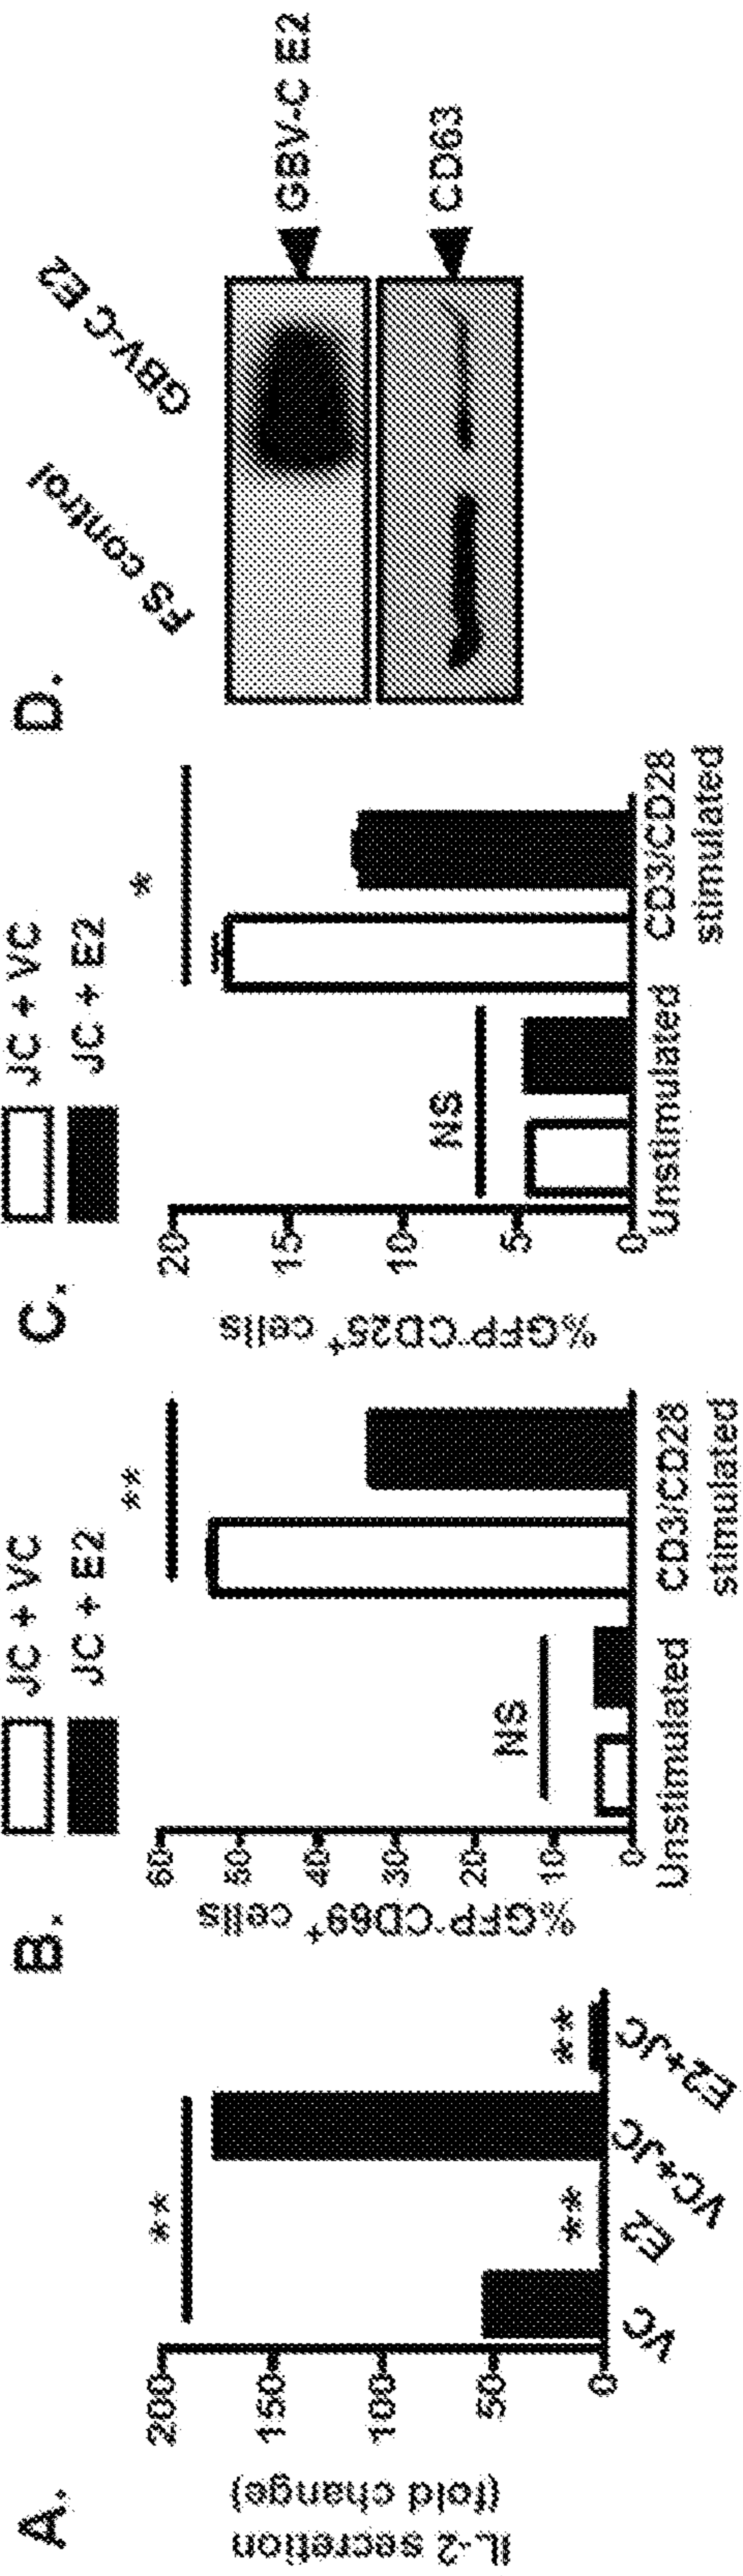 A.
IL-2 secretion
(fold change)
200
150
100
50
0
**
**
**
VC
E2
VC+JC
E2+JC
B.
JC + VC
JC + E2
%GFP-CD69+ cells
60
50
40
30
20
10
0
NS
**
Unstimulated
CD3/CD28
stimulated
C.
JC + VC
JC + E2
%GFP-CD25+ cells
20
15
10
5
0
NS
*
Unstimulated
CD3/CD28
stimulated
D.
FS control
GBV-C E2
GBV-C E2
CD63